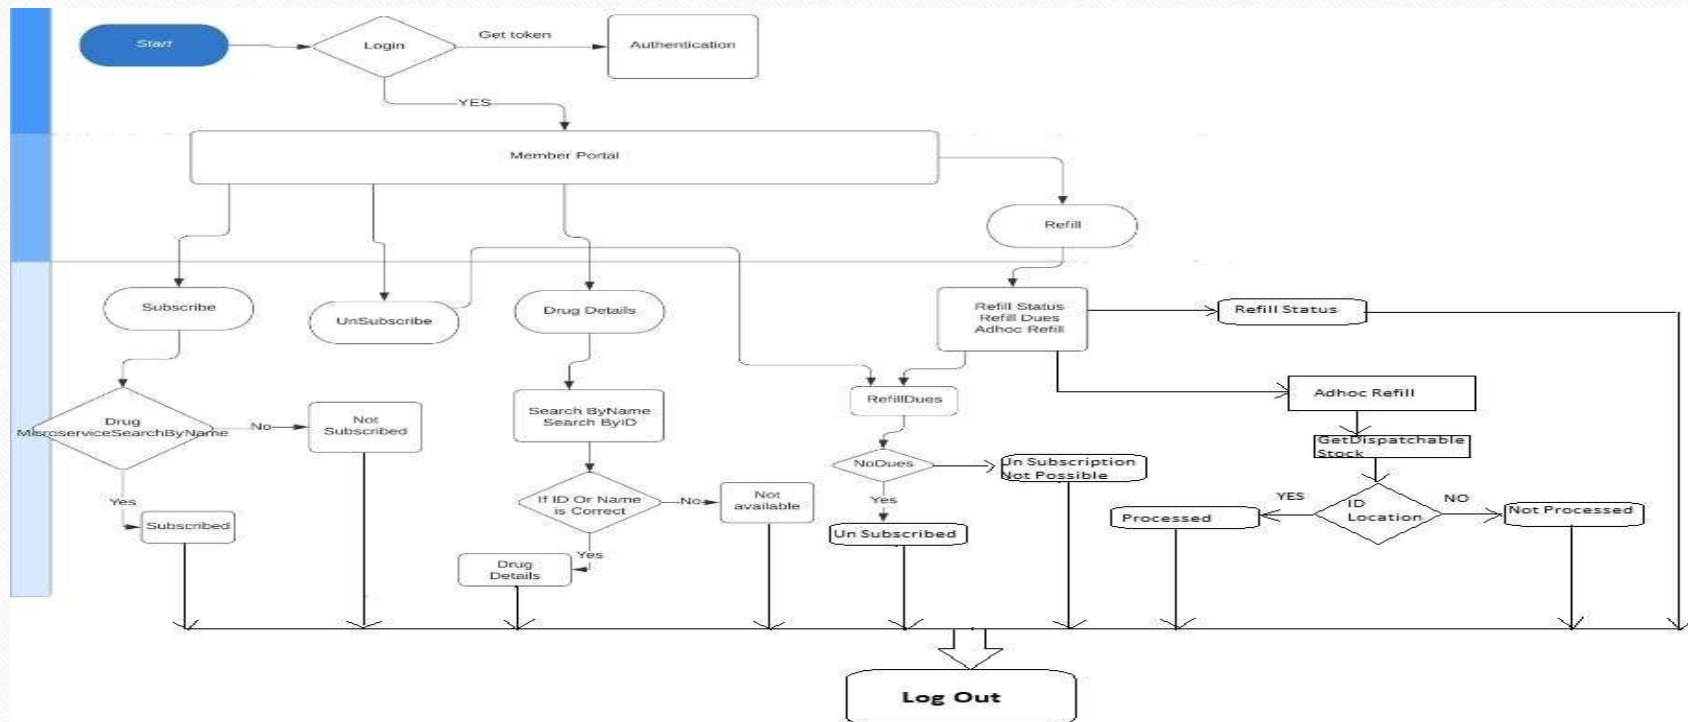 Start
Login
Get token
Authentication
YES
Member Portal
Refill
Subscribe
UnSubscribe
Drug Details
Refill Status
Refill Dues
Adhoc Refill
Refill Status
Drug
MicroserviceSearchByName
No
Not
Subscribed
Search ByName
Search ByID
RefillDues
Adhoc Refill
GetDispatchable
Stock
NoDues
Un Subscription
Not Possible
Yes
Subscribed
If ID Or Name
is Correct
No
Not
available
Yes
Un Subscribed
YES
ID
Location
NO
Processed
Not Processed
Yes
Drug
Details
Log Out